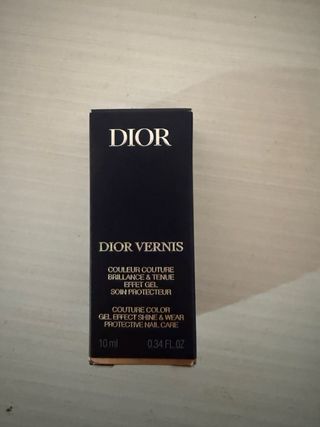 DIOR
DIOR VERNIS
COULEUR COUTURE
BRILLANCE & TENUE
EFFET GEL
SOIN PROTECTEUR
COUTURE COLOR
GEL EFFECT SHINE & WEAR
PROTECTIVE NAIL CARE
10 ml 0.34 FL.OZ